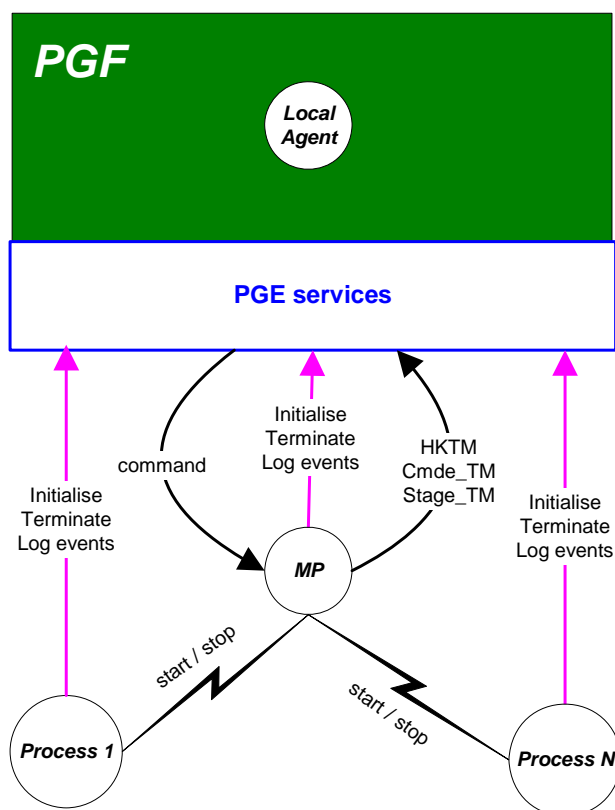 PGF
Local
Agent
PGE services
command
Initialise
Terminate
Log events
HKTM
Cmde_TM
Stage_TM
Initialise
Terminate
Log events
Initialise
Terminate
Log events
MP
start / stop
start / stop
Process 1
Process N